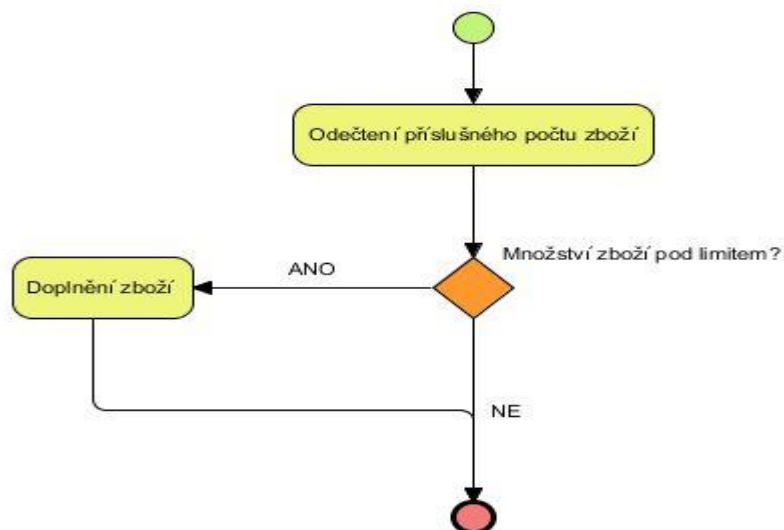 Odečtení příslušného počtu zboží
Množství zboží pod limitem?
ANO
Doplnění zboží
NE